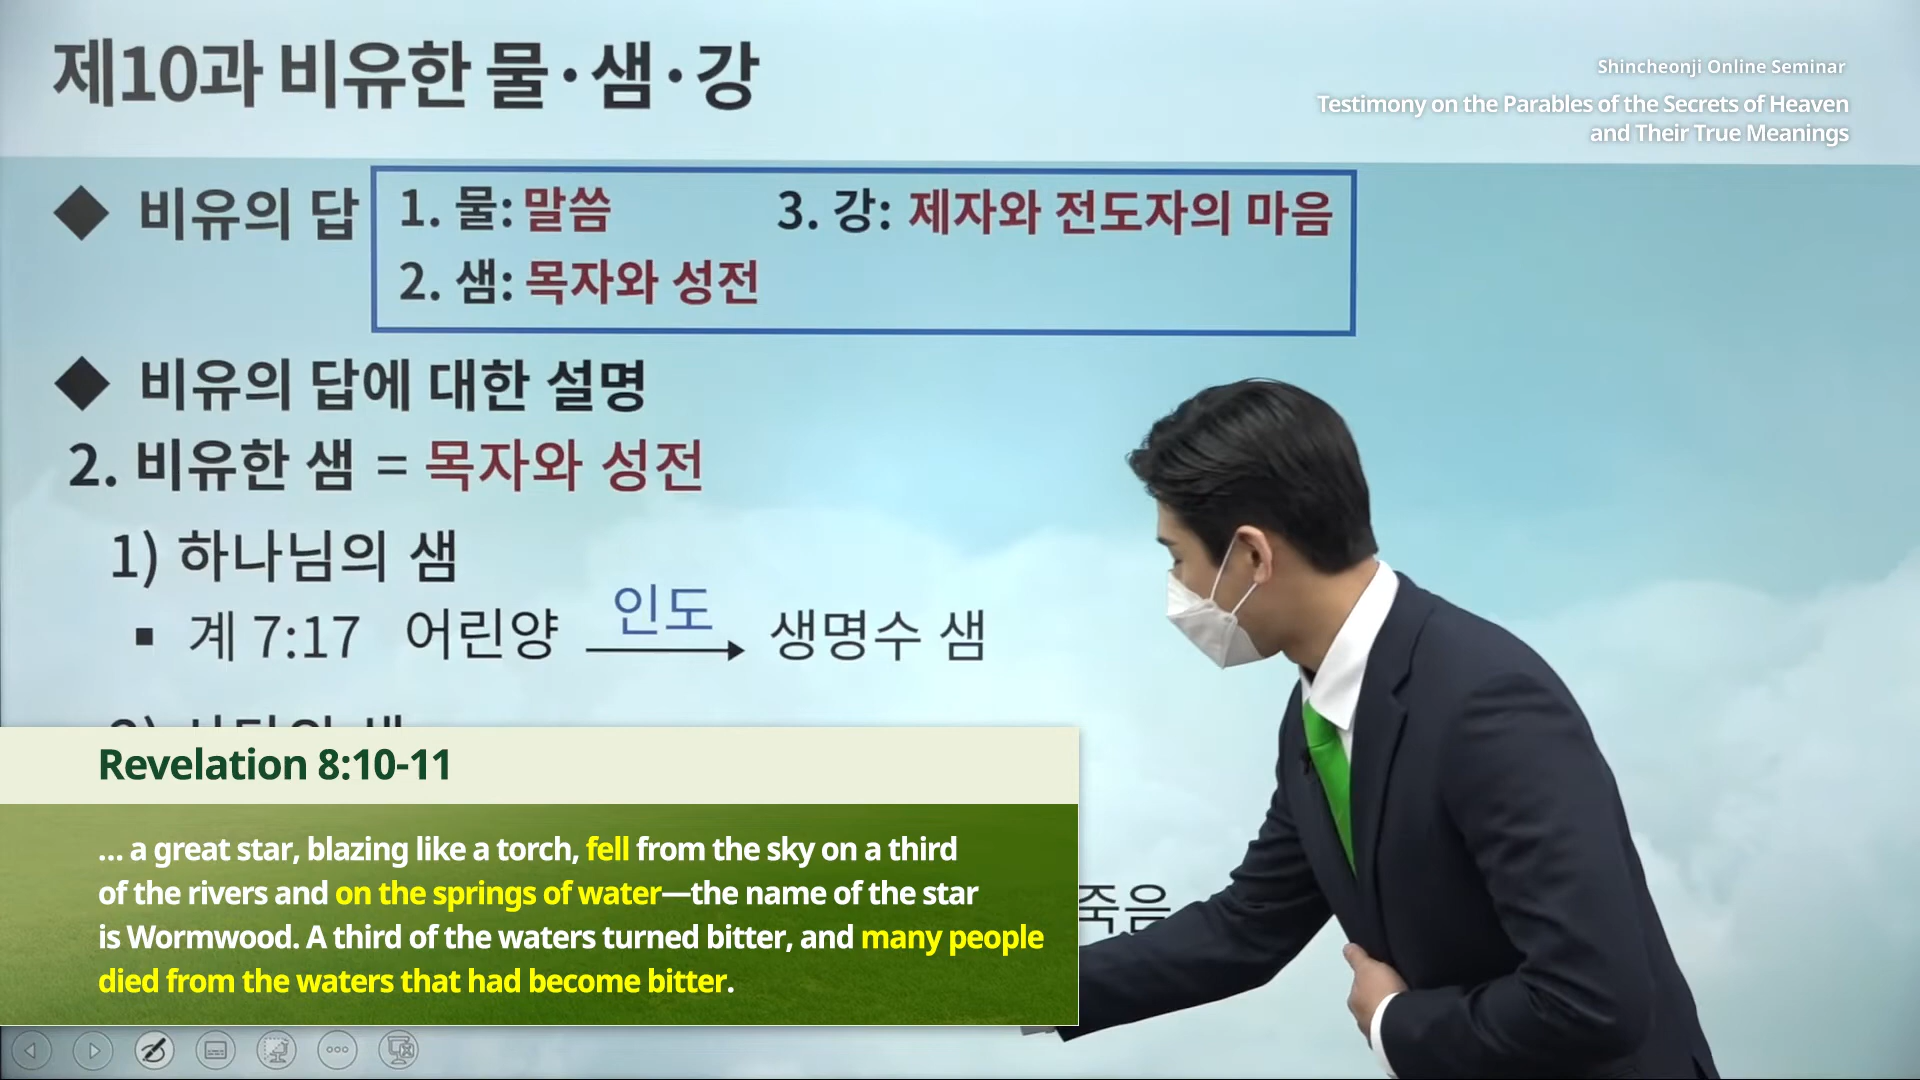 제10과 비유한 물·샘·강
Shincheonji Online Seminar
Testimony on the Parables of the Secrets of Heaven
and Their True Meanings
◆ 비유의 답
1. 물: 말씀
3. 강: 제자와 전도자의 마음
2. 샘: 목자와 성전
◆ 비유의 답에 대한 설명
2. 비유한 샘 = 목자와 성전
1) 하나님의 샘
인도
▪ 계 7:17 어린양 → 생명수 샘
Revelation 8:10-11
... a great star, blazing like a torch, fell from the sky on a third
of the rivers and on the springs of water—the name of the star
is Wormwood. A third of the waters turned bitter, and many people
died from the waters that had become bitter.
죽음